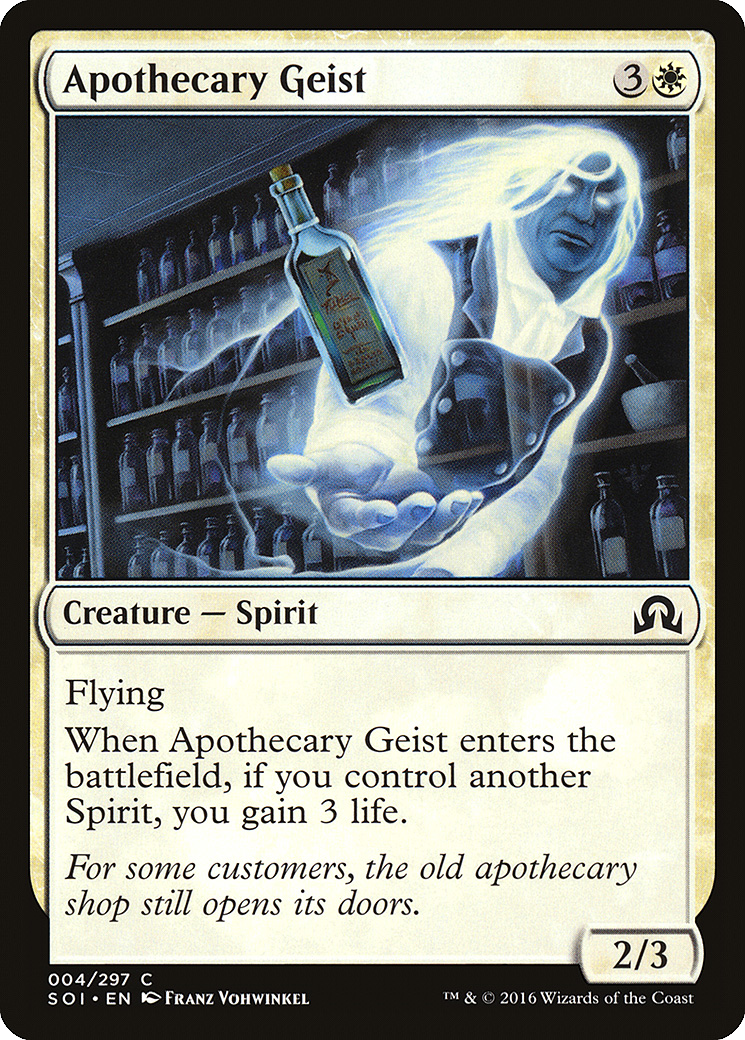 Apothecary Geist 3
Creature — Spirit
Flying
When Apothecary Geist enters the
battlefield, if you control another
Spirit, you gain 3 life.
For some customers, the old apothecary
shop still opens its doors.
2/3
004/297 C
SOI • EN Franz Vohwinkel
™ & © 2016 Wizards of the Coast